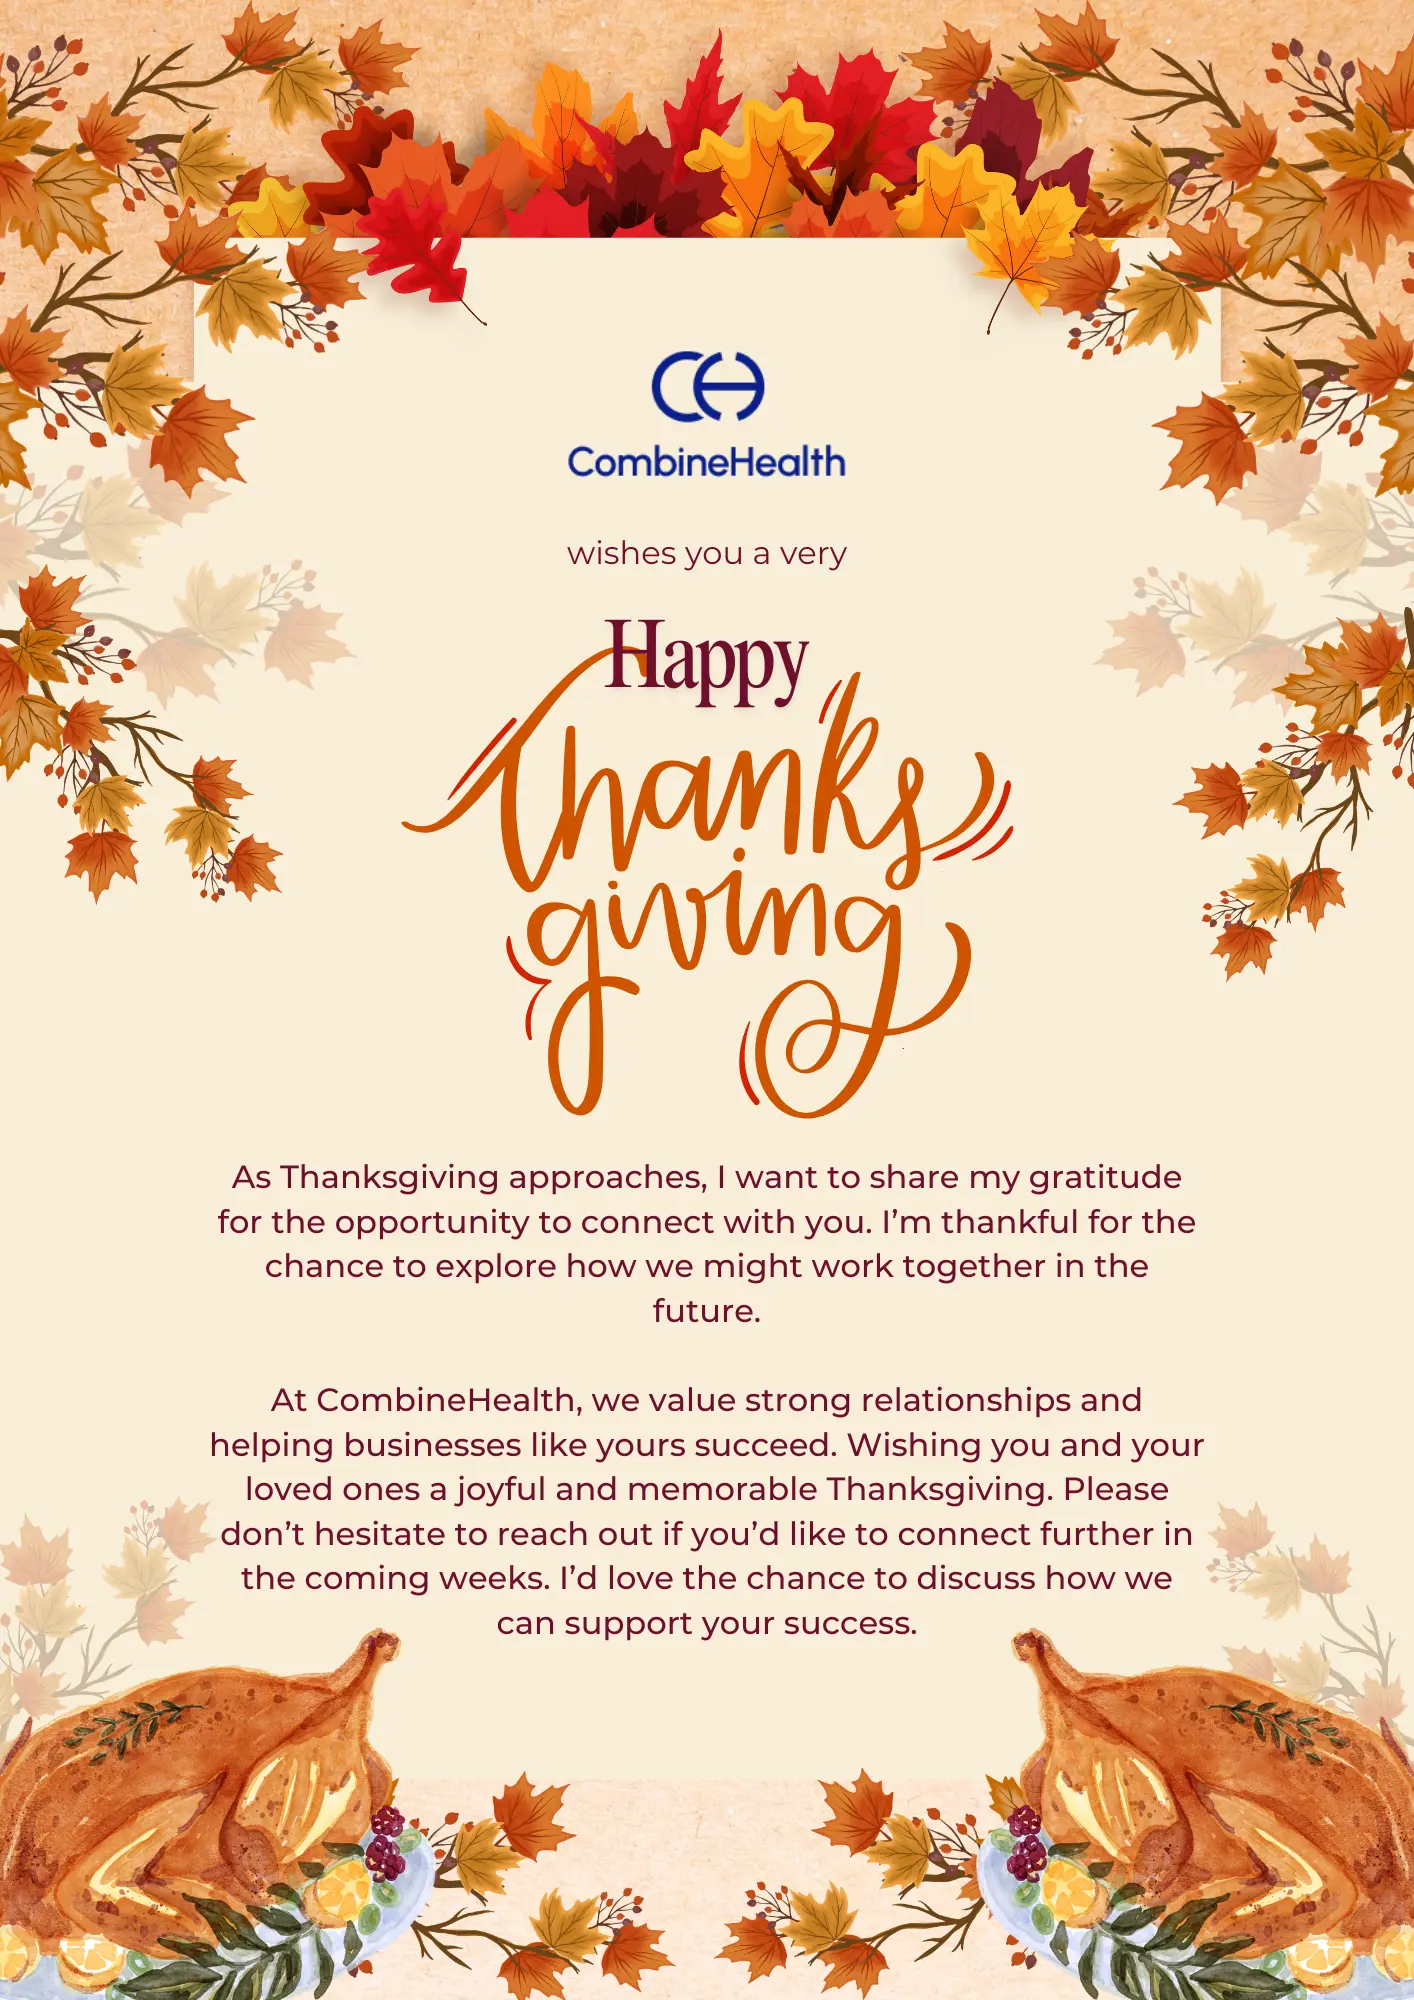 CombineHealth
wishes you a very
Happy
Thanks
giving
As Thanksgiving approaches, I want to share my gratitude
for the opportunity to connect with you. I’m thankful for the
chance to explore how we might work together in the
future.
At CombineHealth, we value strong relationships and
helping businesses like yours succeed. Wishing you and your
loved ones a joyful and memorable Thanksgiving. Please
don’t hesitate to reach out if you’d like to connect further in
the coming weeks. I’d love the chance to discuss how we
can support your success.